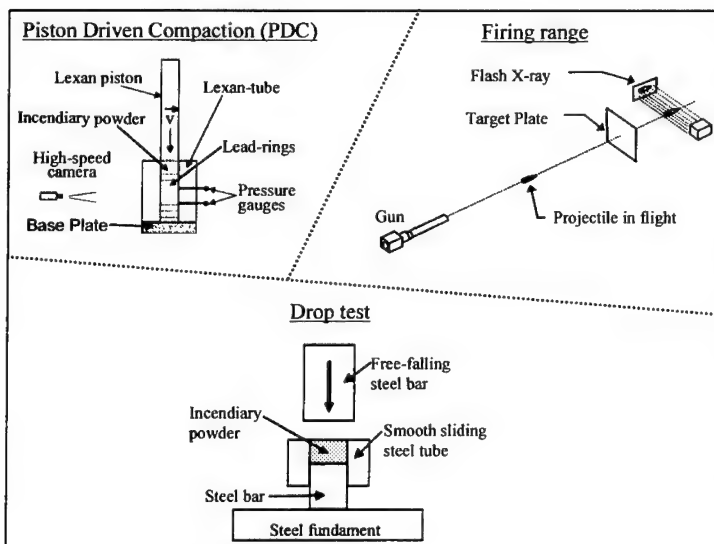 Piston Driven Compaction (PDC)
Lexan piston
Lexan-tube
V
Incendiary powder
Lead-rings
High-speed
camera
Pressure
gauges
Base Plate
Firing range
Flash X-ray
Target Plate
Gun
Projectile in flight
Drop test
Free-falling
steel bar
Incendiary
powder
Smooth sliding
steel tube
Steel bar
Steel fundament